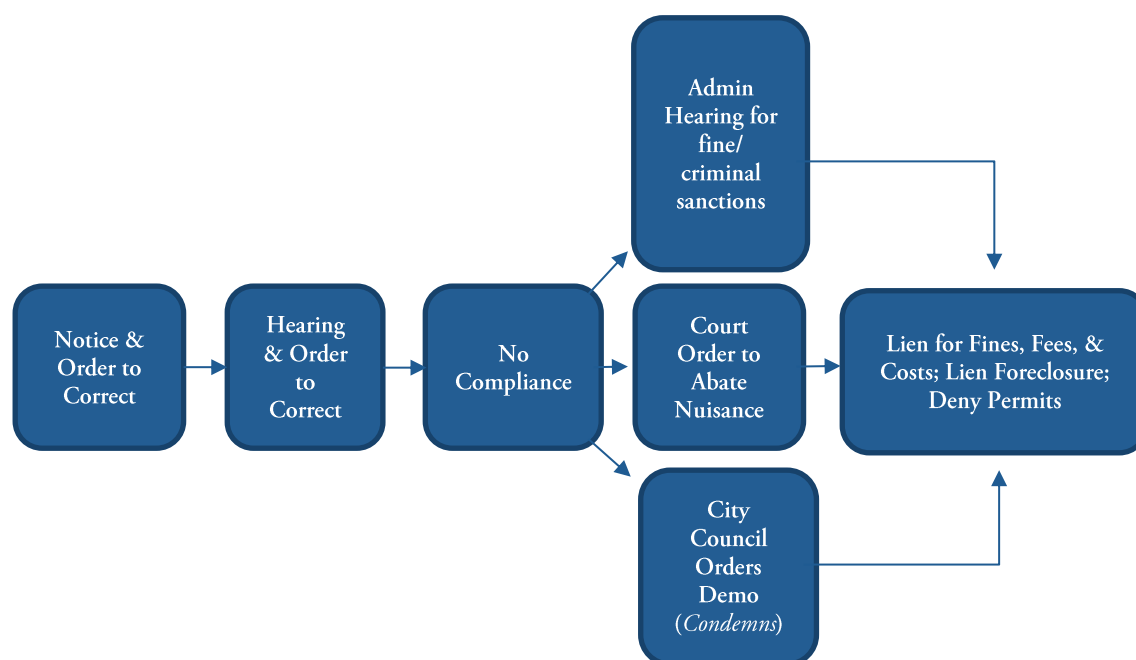 Notice &
Order to
Correct
Hearing
& Order
to
Correct
No
Compliance
Admin
Hearing for
fine/
criminal
sanctions
Court
Order to
Abate
Nuisance
City
Council
Orders
Demo
(Condemns)
Lien for Fines, Fees, &
Costs; Lien Foreclosure;
Deny Permits